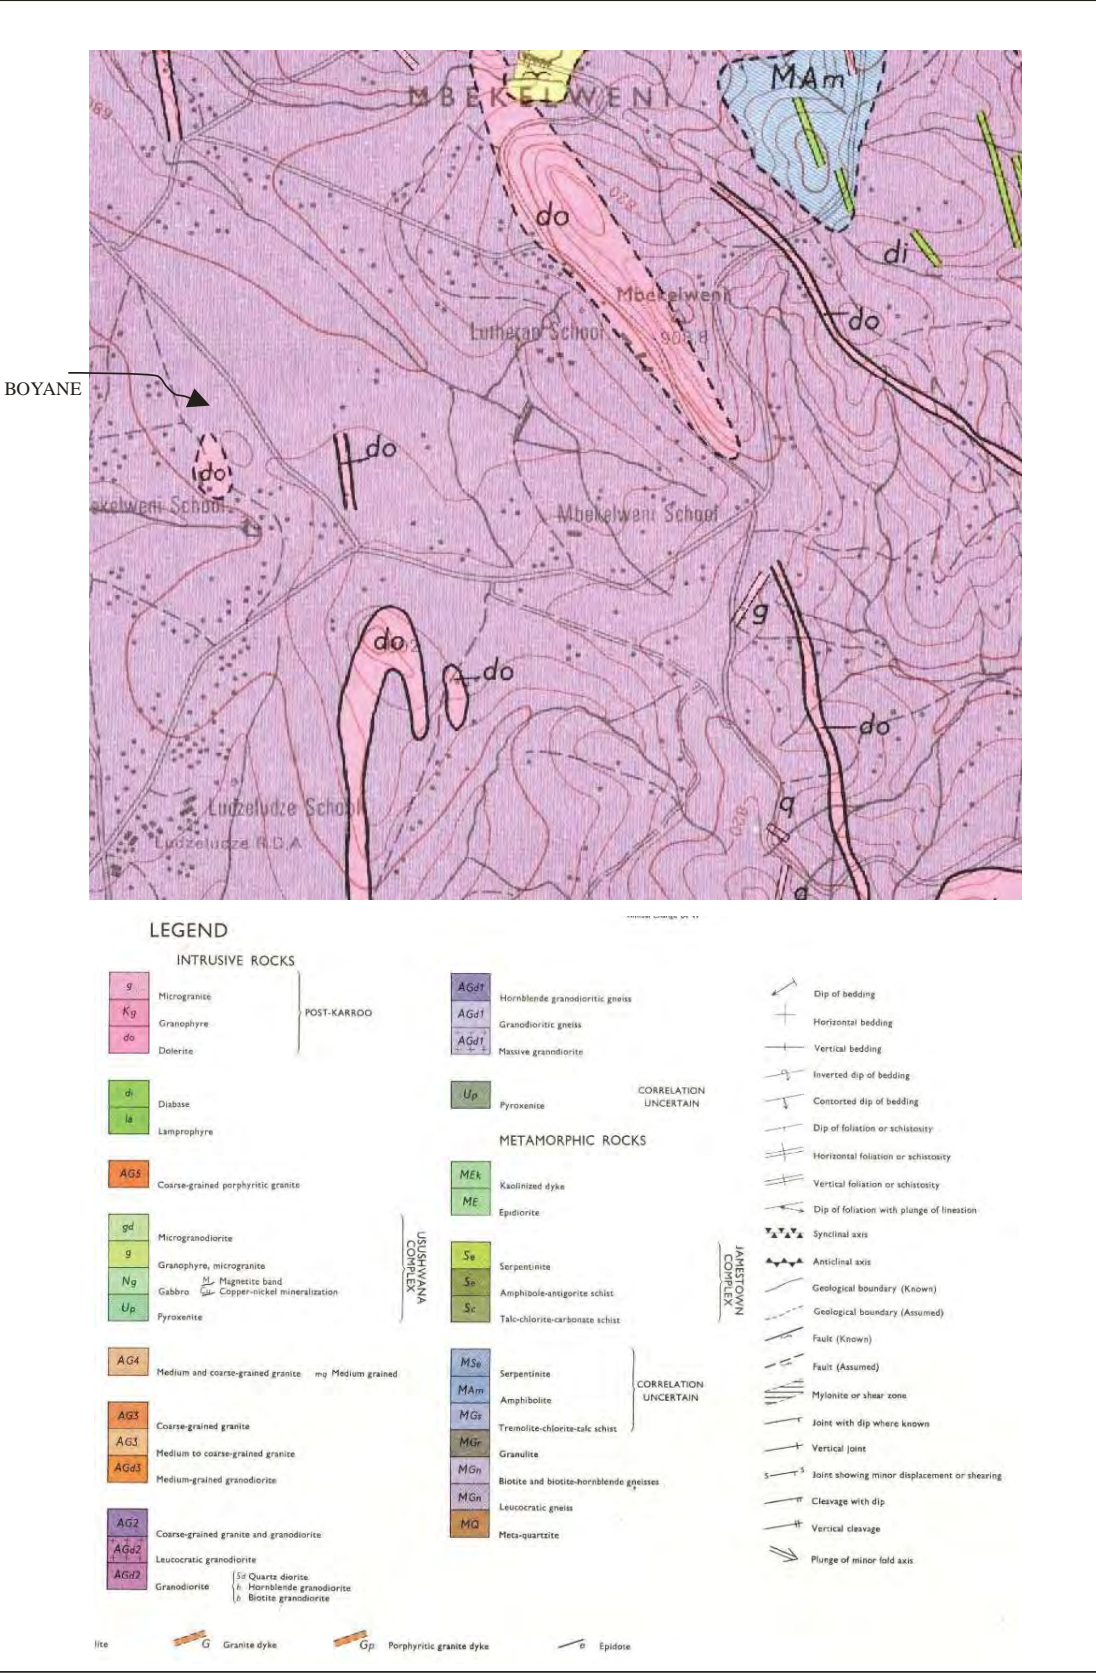 MAm
MBEKELWENI
820
do
di
Mbekelweni
do
Lutheran School
908.8
BOYANE
do
do
School
Mbekelweni School
g
do
do
do
q
Ludzeludze School
820
Ludzeludze R.D.A
LEGEND
INTRUSIVE ROCKS
g Microgranite
Kg Granophyre
do Dolerite
POST-KARROO
di Diabase
la Lamprophyre
AG5 Coarse-grained porphyritic granite
gd Microgranodiorite
g Granophyre, microgranite
Ng Gabbro M Magnetite band
Cu Copper-nickel mineralization
Up Pyroxenite
USUSHWANA COMPLEX
AG4 Medium and coarse-grained granite mg Medium grained
AG3 Coarse-grained granite
AG3 Medium to coarse-grained granite
AGd3 Medium-grained granodiorite
AG2 Coarse-grained granite and granodiorite
AGd2 Leucocratic granodiorite
AGd2 Granodiorite
Sd Quartz diorite
h Hornblende granodiorite
b Biotite granodiorite
AGd1 Hornblende granodioritic gneiss
AGd1 Granodioritic gneiss
AGd1 Massive granodiorite
Up Pyroxenite
CORRELATION
UNCERTAIN
METAMORPHIC ROCKS
MEk Kaolinized dyke
ME Epidiorite
Se Serpentinite
Amphibole-antigorite schist
Sc Talc-chlorite-carbonate schist
JAMESTOWN COMPLEX
MSe Serpentinite
MAm Amphibolite
MGs Tremolite-chlorite-talc schist
CORRELATION
UNCERTAIN
MGr Granulite
MGn Biotite and biotite-hornblende gneisses
MGn Leucocratic gneiss
MQ Meta-quartzite
Dip of bedding
Horizontal bedding
Vertical bedding
Inverted dip of bedding
Contorted dip of bedding
Dip of foliation or schistosity
Horizontal foliation or schistosity
Vertical foliation or schistosity
Dip of foliation with plunge of lineation
Synclinal axis
Anticlinal axis
Geological boundary (Known)
Geological boundary (Assumed)
Fault (Known)
Fault (Assumed)
Mylonite or shear zone
Joint with dip where known
Vertical joint
S S Joint showing minor displacement or shearing
Cleavage with dip
Vertical cleavage
Plunge of minor fold axis
lite
G Granite dyke
Gp Porphyritic granite dyke
e Epidote